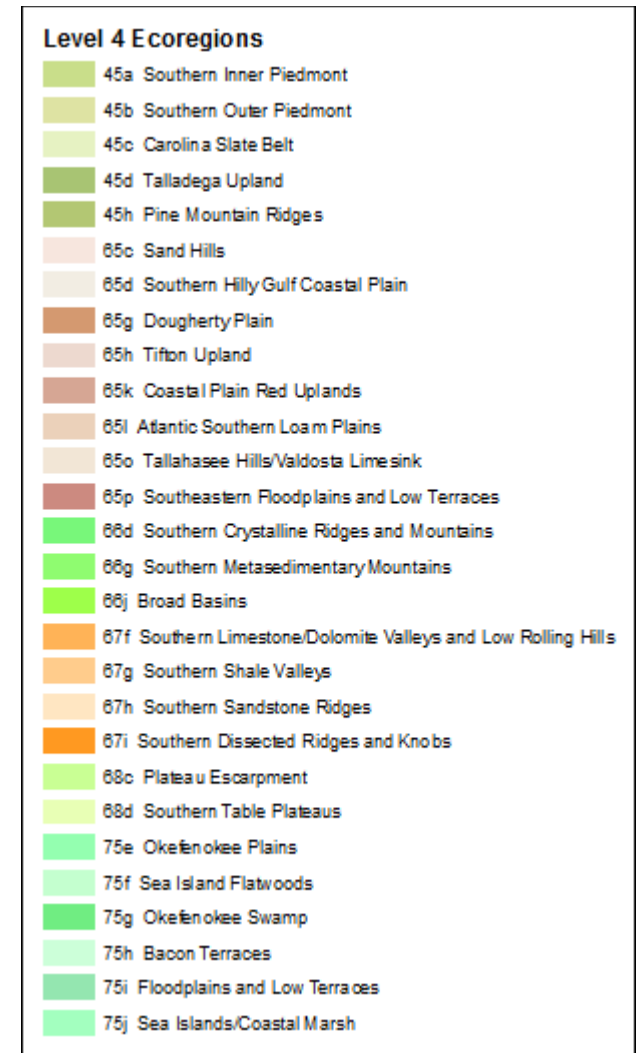 Level 4 Ecoregions
45a Southern Inner Piedmont
45b Southern Outer Piedmont
45c Carolina Slate Belt
45d Talladega Upland
45h Pine Mountain Ridges
65c Sand Hills
65d Southern Hilly Gulf Coastal Plain
65g Dougherty Plain
65h Tifton Upland
65k Coastal Plain Red Uplands
65l Atlantic Southern Loam Plains
65o Tallahasee Hills/Valdosta Limesink
65p Southeastern Floodplains and Low Terraces
66d Southern Crystalline Ridges and Mountains
66g Southern Metasedimentary Mountains
66j Broad Basins
67f Southern Limestone/Dolomite Valleys and Low Rolling Hills
67g Southern Shale Valleys
67h Southern Sandstone Ridges
67i Southern Dissected Ridges and Knobs
68c Plateau Escarpment
68d Southern Table Plateaus
75e Okefenokee Plains
75f Sea Island Flatwoods
75g Okefenokee Swamp
75h Bacon Terraces
75i Floodplains and Low Terraces
75j Sea Islands/Coastal Marsh